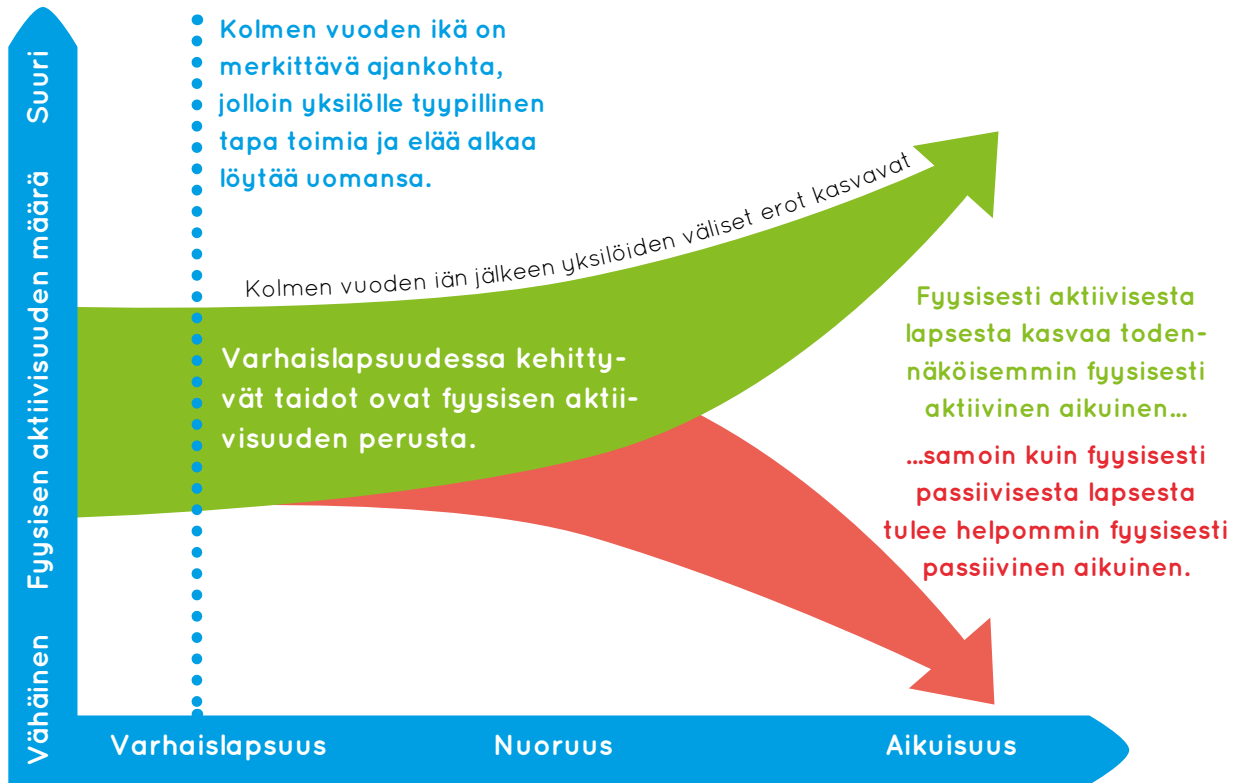 Kolmen vuoden ikä on
merkittävä ajankohta,
jolloin yksilölle tyypillinen
tapa toimia ja elää alkaa
löytää uomansa.
Vähäinen Fyysisen aktiivisuuden määrä Suuri
Kolmen vuoden iän jälkeen yksilöiden väliset erot kasvavat
Varhaislapsuudessa kehitty-
vät taidot ovat fyysisen aktii-
visuuden perusta.
Fyysisesti aktiivisesta
lapsesta kasvaa toden-
näköisemmin fyysisesti
aktiivinen aikuinen...
...samoin kuin fyysisesti
passiivisesta lapsesta
tulee helpommin fyysisesti
passiivinen aikuinen.
Varhaislapsuus Nuoruus Aikuisuus